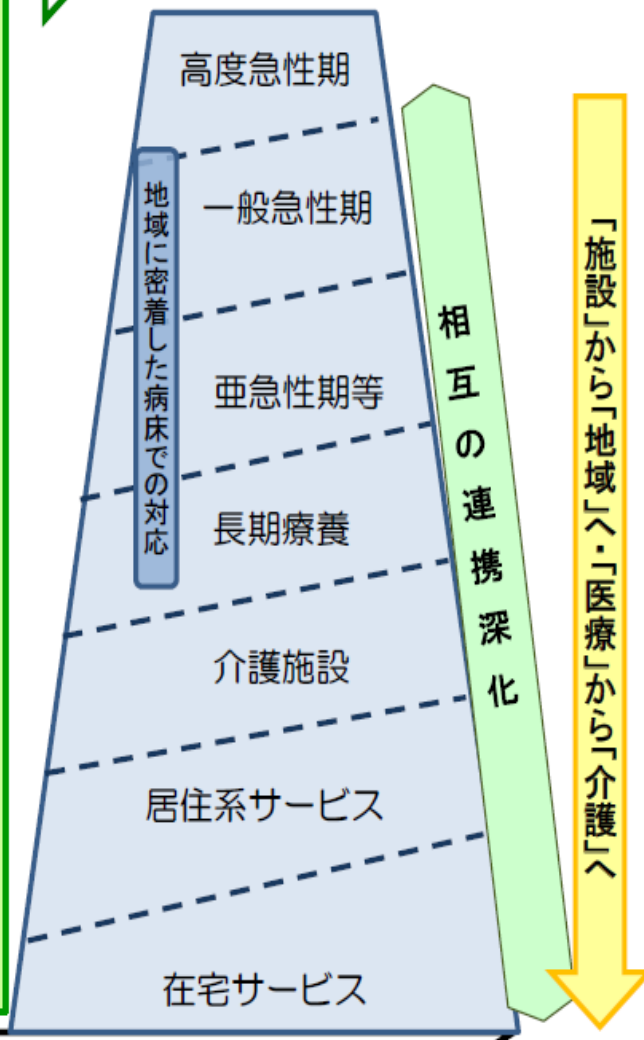 高度急性期
一般急性期
亜急性期等
長期療養
介護施設
居住系サービス
在宅サービス
地域に密着した病床での対応
相互の連携深化
「施設」から「地域」へ・「医療」から「介護」へ